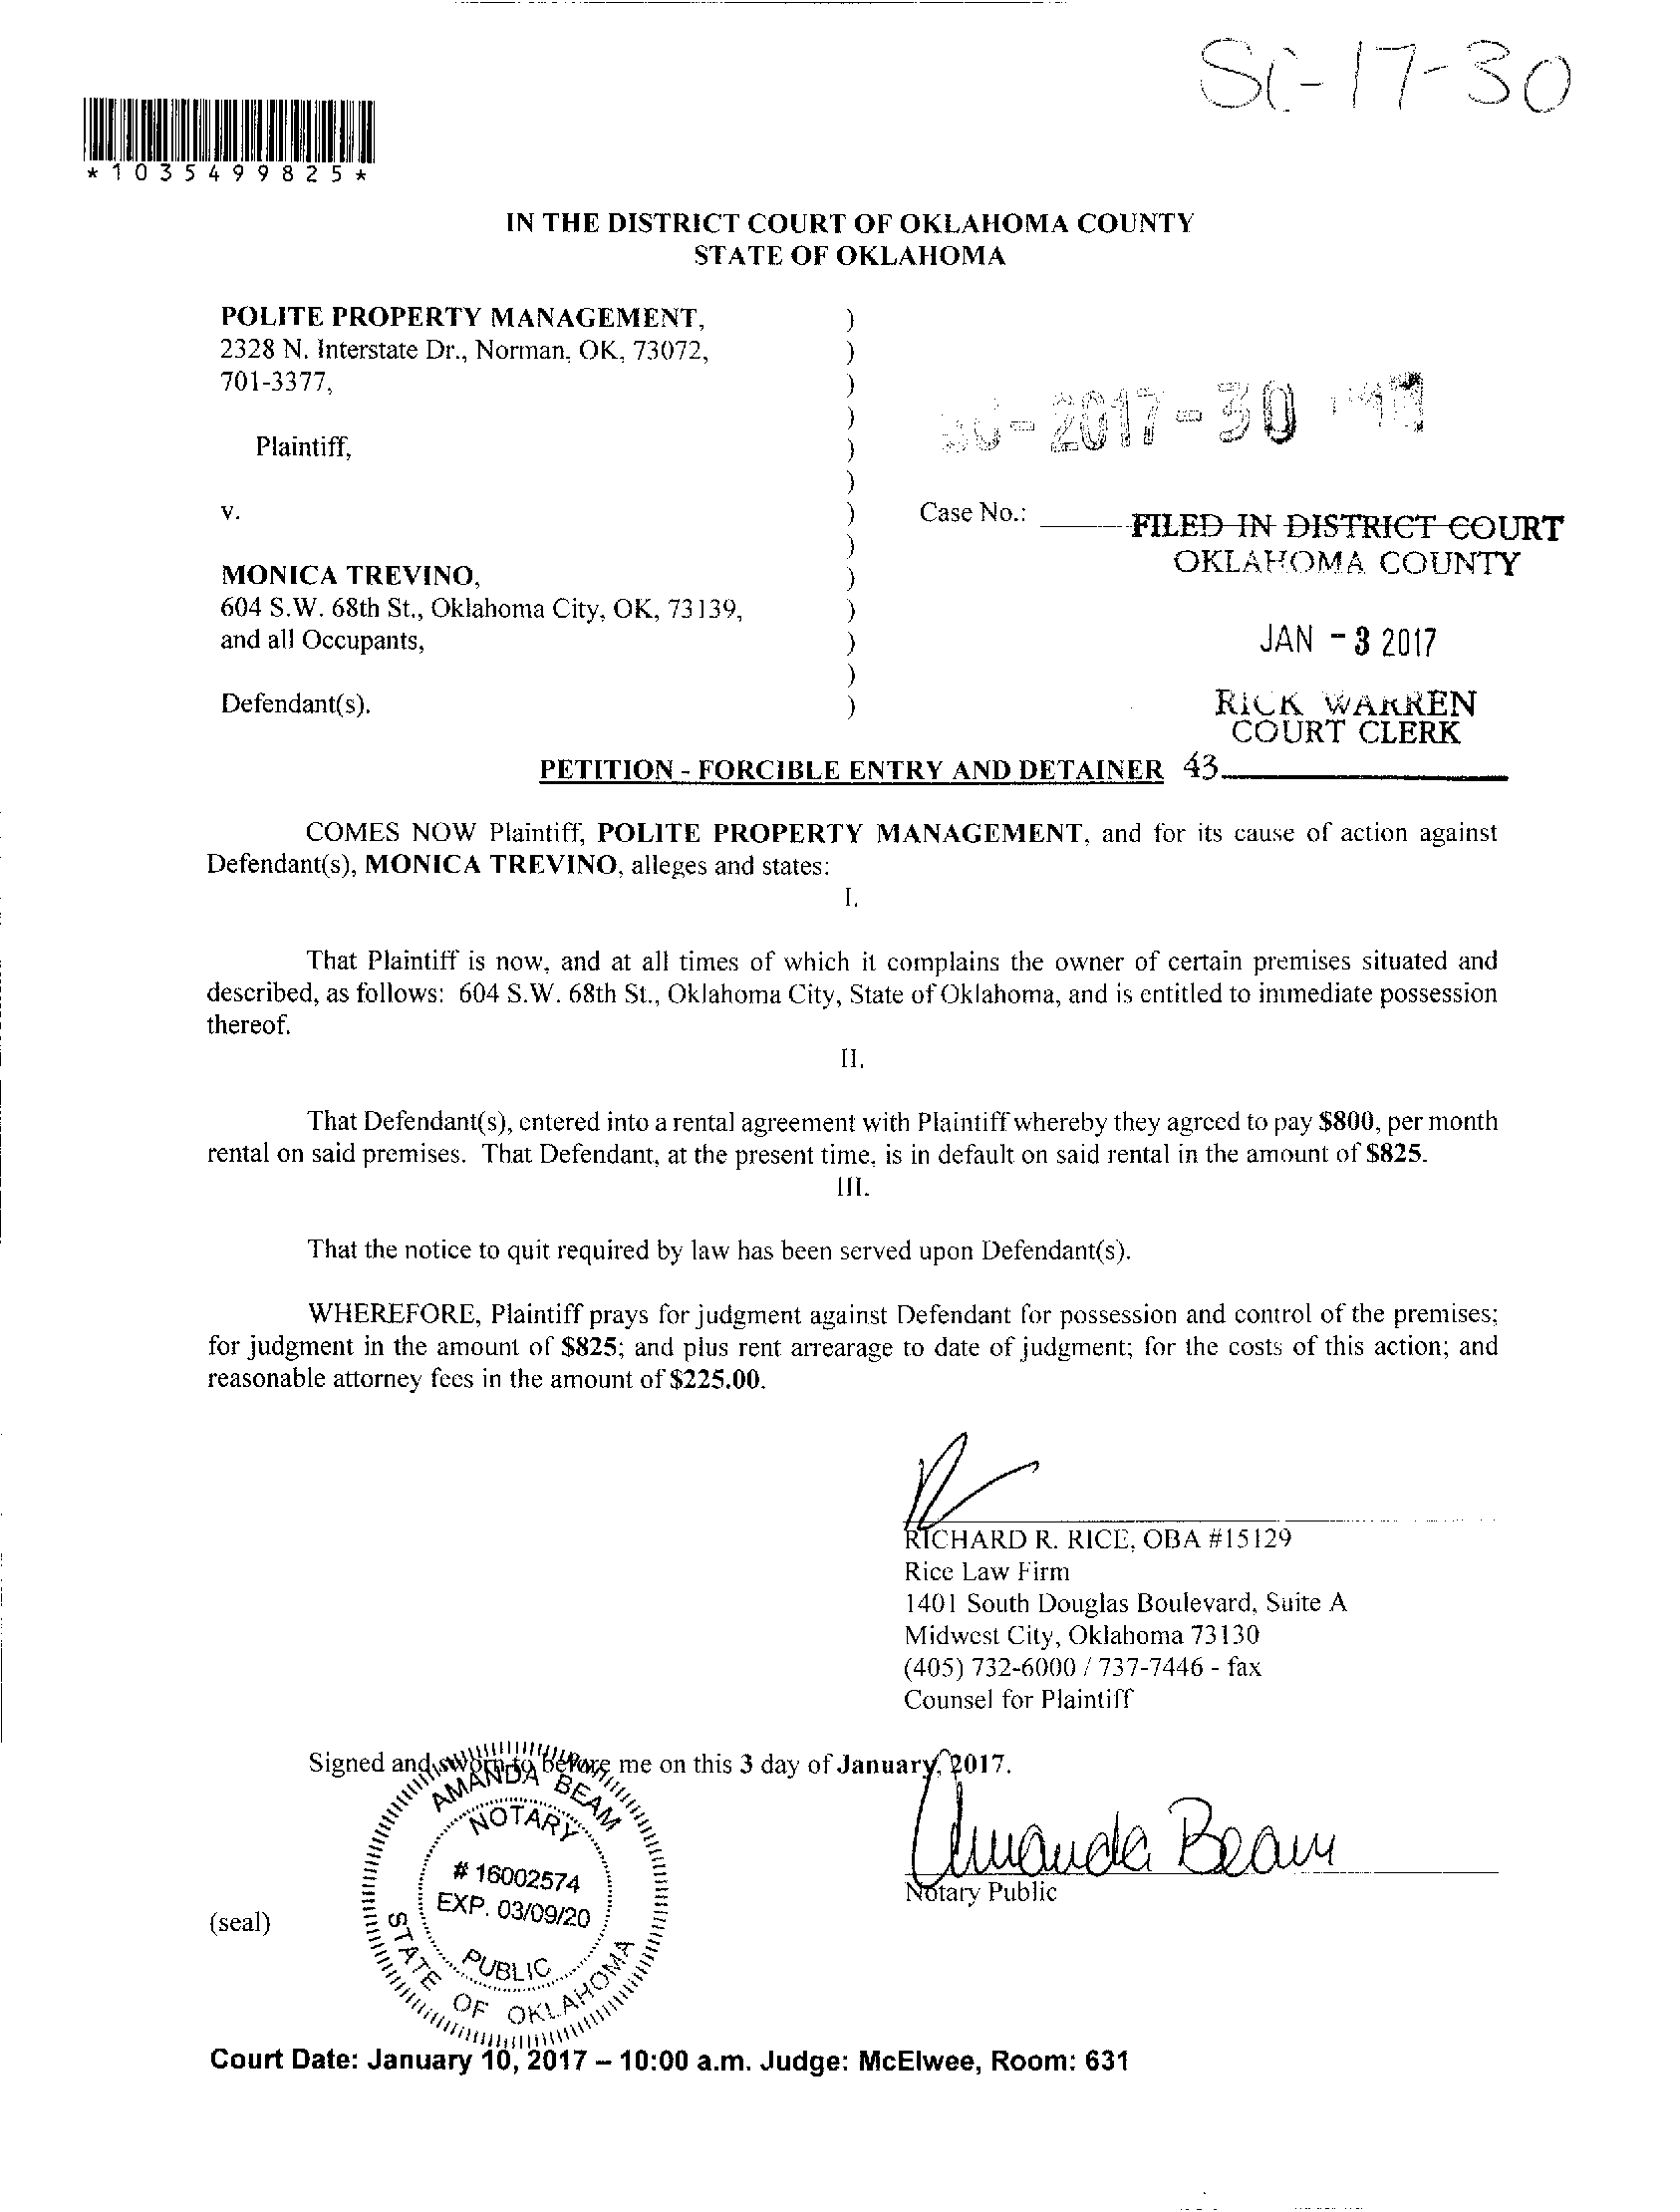 SC-17-30
*1035499825*
IN THE DISTRICT COURT OF OKLAHOMA COUNTY
STATE OF OKLAHOMA
POLITE PROPERTY MANAGEMENT, )
2328 N. Interstate Dr., Norman, OK, 73072, )
701-3377, )
)
-2017-30
Plaintiff, )
)
v. ) Case No.: FILED IN DISTRICT COURT
)
OKLAHOMA COUNTY
MONICA TREVINO, )
604 S.W. 68th St., Oklahoma City, OK, 73139, )
and all Occupants, ) JAN - 3 2017
)
Defendant(s). ) RICK WARREN
COURT CLERK
PETITION - FORCIBLE ENTRY AND DETAINER 43
COMES NOW Plaintiff, POLITE PROPERTY MANAGEMENT, and for its cause of action against
Defendant(s), MONICA TREVINO, alleges and states:
I.
That Plaintiff is now, and at all times of which it complains the owner of certain premises situated and
described, as follows: 604 S.W. 68th St., Oklahoma City, State of Oklahoma, and is entitled to immediate possession
thereof.
II.
That Defendant(s), entered into a rental agreement with Plaintiff whereby they agreed to pay $800, per month
rental on said premises. That Defendant, at the present time, is in default on said rental in the amount of $825.
III.
That the notice to quit required by law has been served upon Defendant(s).
WHEREFORE, Plaintiff prays for judgment against Defendant for possession and control of the premises;
for judgment in the amount of $825; and plus rent arrearage to date of judgment; for the costs of this action; and
reasonable attorney fees in the amount of $225.00.
RICHARD R. RICE, OBA #15129
Rice Law Firm
1401 South Douglas Boulevard, Suite A
Midwest City, Oklahoma 73130
(405) 732-6000 / 737-7446 - fax
Counsel for Plaintiff
Signed and sworn to before me on this 3 day of January, 2017.
AMANDA BEAM
NOTARY
# 16002574
EXP. 03/09/20
PUBLIC
STATE OF OKLAHOMA
Amanda Beam
Notary Public
(seal)
Court Date: January 10, 2017 – 10:00 a.m. Judge: McElwee, Room: 631